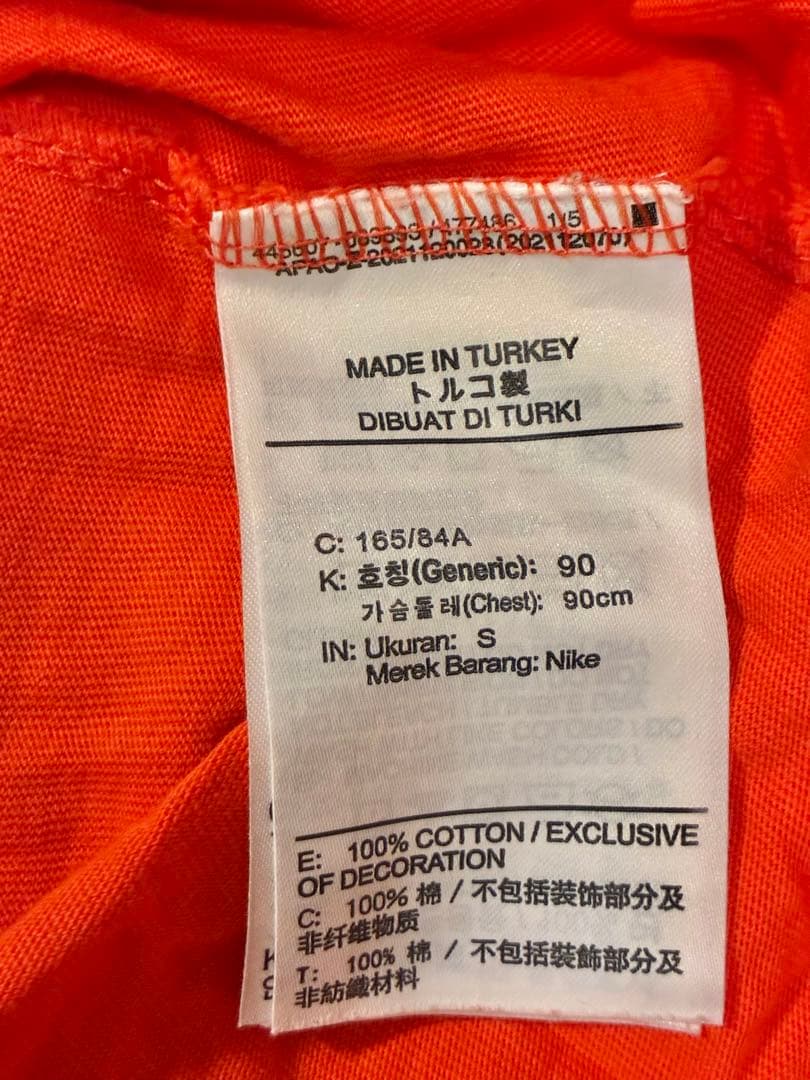 /477486 1/5
MADE IN TURKEY
トルコ製
DIBUAT DI TURKI
C: 165/84A
K: 호칭(Generic): 90
가슴둘레(Chest): 90cm
IN: Ukuran: S
Merek Barang: Nike
E: 100% COTTON / EXCLUSIVE
OF DECORATION
C: 100% 棉 / 不包括装饰部分及
非纤维物质
T: 100% 棉 / 不包括裝飾部分及
非紡織材料